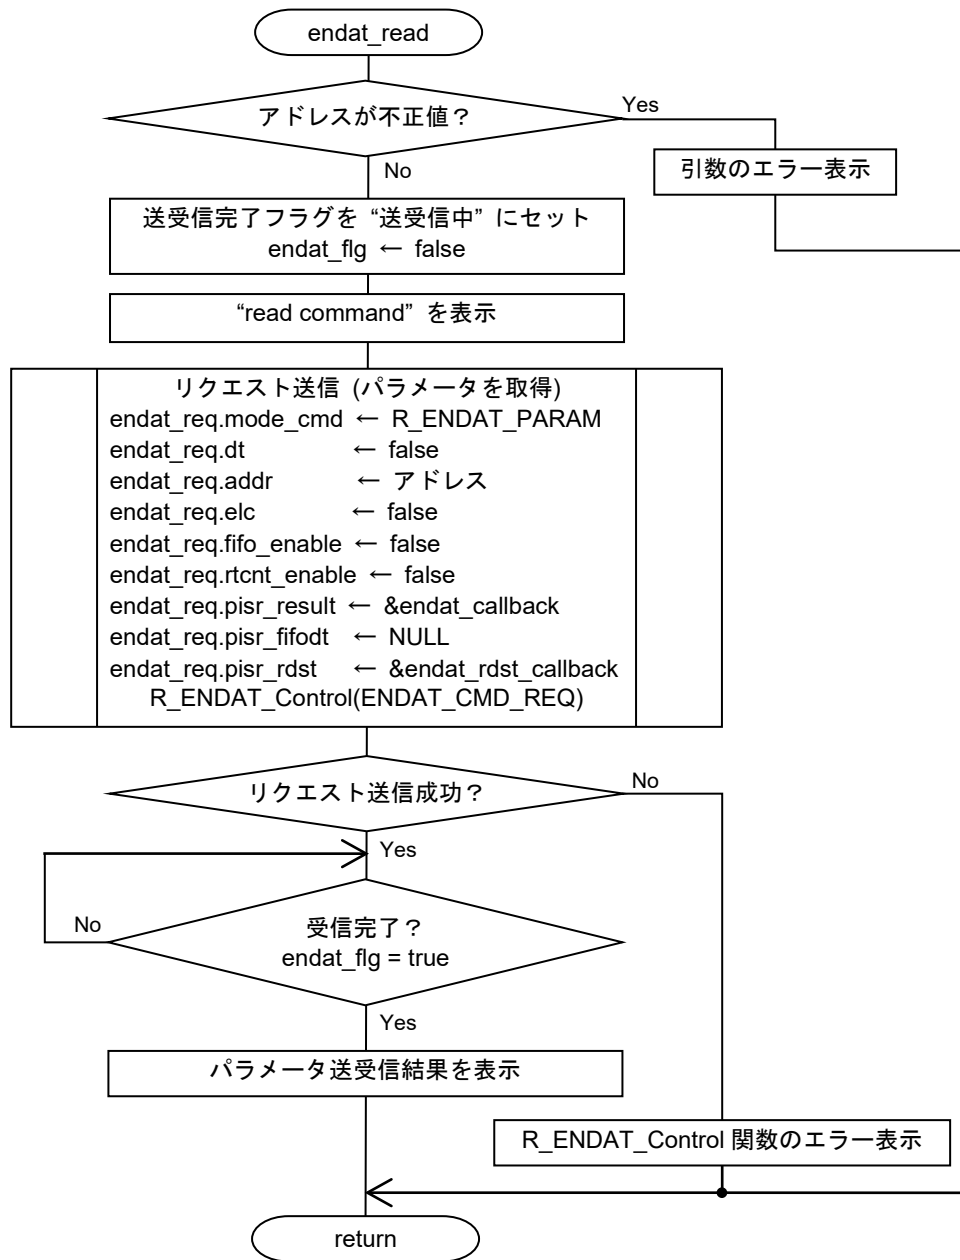 endat_read
アドレスが不正値？
Yes
No
引数のエラー表示
送受信完了フラグを “送受信中” にセット
endat_flg ← false
“read command” を表示
リクエスト送信 (パラメータを取得)
endat_req.mode_cmd ← R_ENDAT_PARAM
endat_req.dt ← false
endat_req.addr ← アドレス
endat_req.elc ← false
endat_req.fifo_enable ← false
endat_req.rtcnt_enable ← false
endat_req.pisr_result ← &endat_callback
endat_req.pisr_fifodt ← NULL
endat_req.pisr_rdst ← &endat_rdst_callback
R_ENDAT_Control(ENDAT_CMD_REQ)
リクエスト送信成功？
No
Yes
受信完了？
endat_flg = true
No
Yes
パラメータ送受信結果を表示
R_ENDAT_Control 関数のエラー表示
return